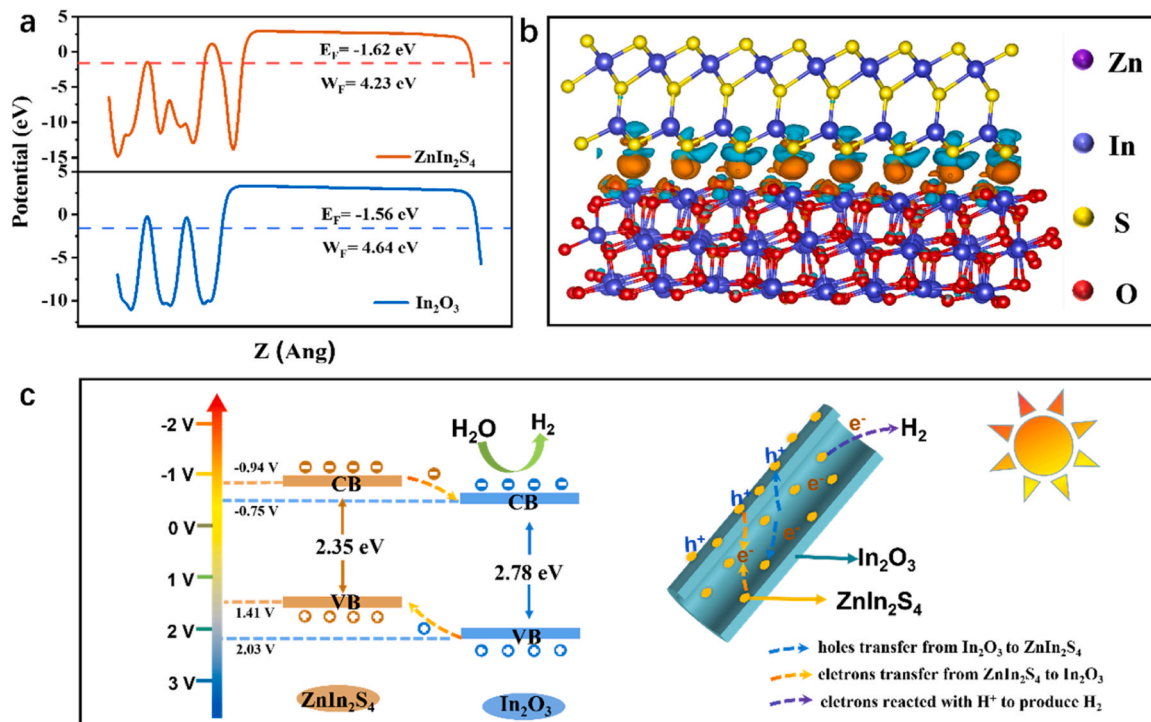 a
Potential (eV)
5
0
-5
-10
-15
E_F= -1.62 eV
W_F= 4.23 eV
ZnIn₂S₄
5
0
-5
-10
E_F= -1.56 eV
W_F= 4.64 eV
In₂O₃
Z (Ang)
b
Zn
In
S
O
c
-2 V
-1 V
0 V
1 V
2 V
3 V
-0.94 V
-0.75 V
1.41 V
2.03 V
CB
2.35 eV
VB
ZnIn₂S₄
H₂O
H₂
CB
2.78 eV
VB
In₂O₃
e⁻
H₂
h⁺
e⁻
h⁺
e⁻
h⁺
e⁻
In₂O₃
ZnIn₂S₄
holes transfer from In₂O₃ to ZnIn₂S₄
eletrons transfer from ZnIn₂S₄ to In₂O₃
eletrons reacted with H⁺ to produce H₂